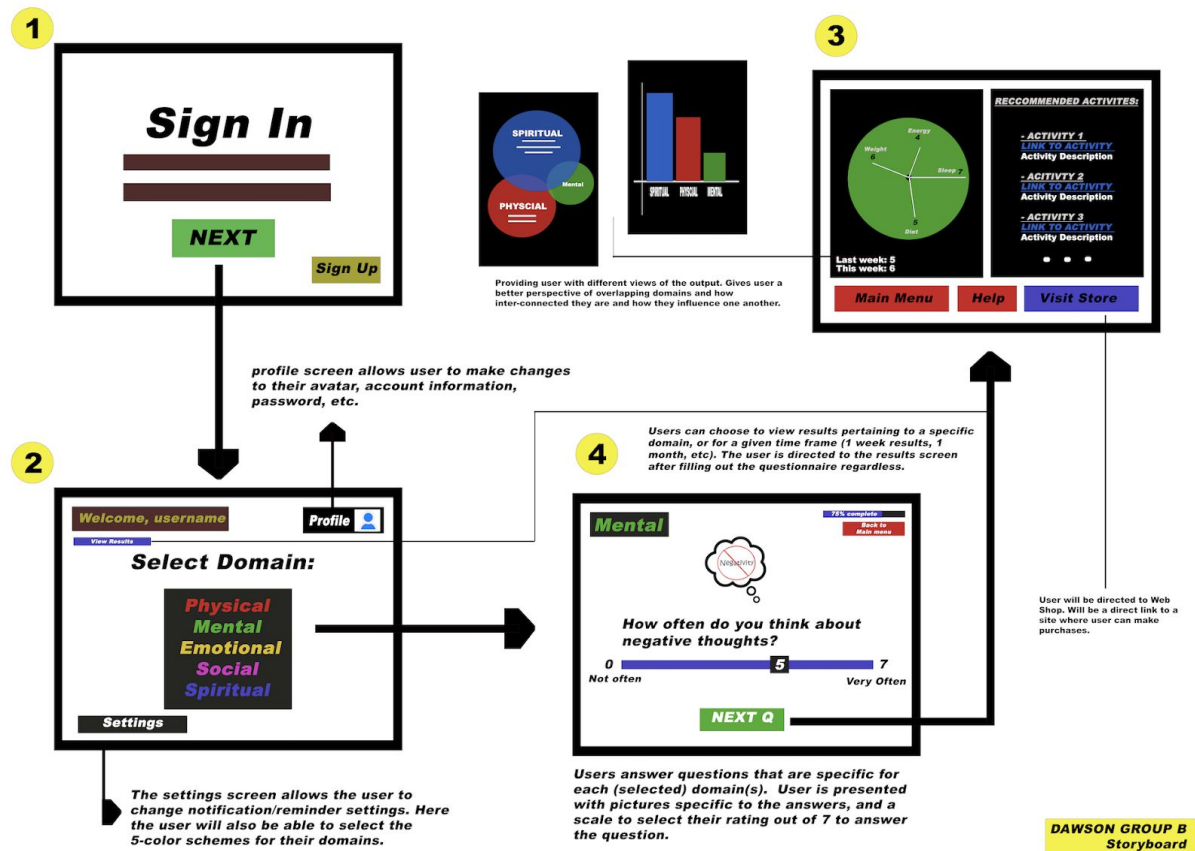 1
Sign In
NEXT
Sign Up
SPIRITUAL
Mental
PHYSCIAL
SPIRITUAL PHYSCIAL MENTAL
Providing user with different views of the output. Gives user a
better perspective of overlapping domains and how
inter-connected they are and how they influence one another.
3
Energy
4
Weight
6
Sleep 7
5
Diet
Last week: 5
This week: 6
RECCOMMENDED ACTIVITES:
- ACTIVITY 1
LINK TO ACTIVITY
Activity Description
- ACITIVTY 2
LINK TO ACTIVITY
Activity Description
- ACTIVITY 3
LINK TO ACTIVITY
Activity Description
Main Menu
Help
Visit Store
profile screen allows user to make changes
to their avatar, account information,
password, etc.
2
Welcome, username
Profile
View Results
Select Domain:
Physical
Mental
Emotional
Social
Spiritual
Settings
The settings screen allows the user to
change notification/reminder settings. Here
the user will also be able to select the
5-color schemes for their domains.
Users can choose to view results pertaining to a specific
domain, or for a given time frame (1 week results, 1
month, etc). The user is directed to the results screen
after filling out the questionnaire regardless.
4
Mental
75% complete
Back to
Main menu
Negativity
How often do you think about
negative thoughts?
0
5
7
Not often
Very Often
NEXT Q
Users answer questions that are specific for
each (selected) domain(s). User is presented
with pictures specific to the answers, and a
scale to select their rating out of 7 to answer
the question.
User will be directed to Web
Shop. Will be a direct link to a
site where user can make
purchases.
DAWSON GROUP B
Storyboard